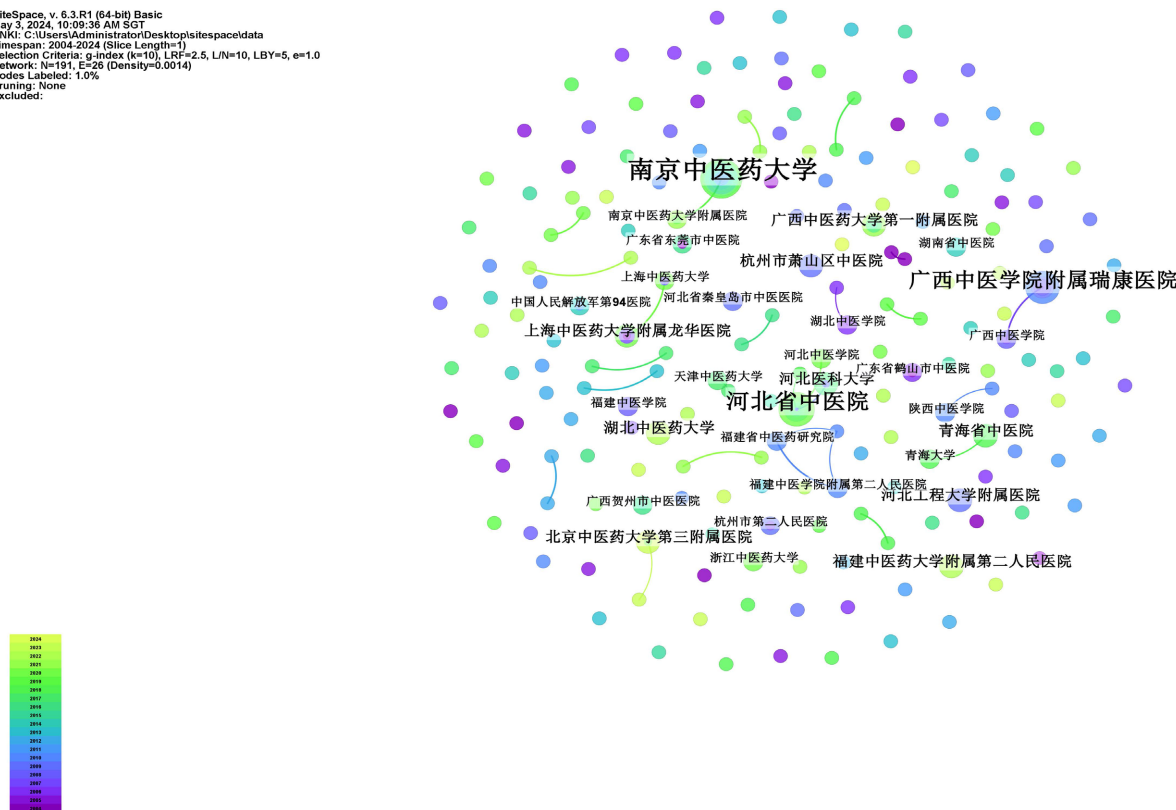 iteSpace, v. 6.3.R1 (64-bit) Basic
ay 3, 2024, 10:09:36 AM SGT
NKI: C:\Users\Administrator\Desktop\sitespace\data
imespan: 2004-2024 (Slice Length=1)
election Criteria: g-index (k=10), LRF=2.5, L/N=10, LBY=5, e=1.0
etwork: N=191, E=26 (Density=0.0014)
odes Labeled: 1.0%
runing: None
xcluded:
南京中医药大学
南京中医药大学附属医院
广西中医药大学第一附属医院
广东省东莞市中医院
湖南省中医院
杭州市萧山区中医院
上海中医药大学
广西中医学院附属瑞康医院
中国人民解放军第94医院
河北省秦皇岛市中医医院
湖北中医学院
上海中医药大学附属龙华医院
广西中医学院
河北中医学院
广东省鹤山市中医院
天津中医药大学
河北医科大学
河北省中医院
福建中医学院
陕西中医学院
湖北中医药大学
福建省中医药研究院
青海省中医院
青海大学
福建中医学院附属第二人民医院
河北工程大学附属医院
广西贺州市中医医院
杭州市第二人民医院
北京中医药大学第三附属医院
浙江中医药大学
福建中医药大学附属第二人民医院
2024
2023
2022
2021
2020
2019
2018
2017
2016
2015
2014
2013
2012
2011
2010
2009
2008
2007
2006
2005